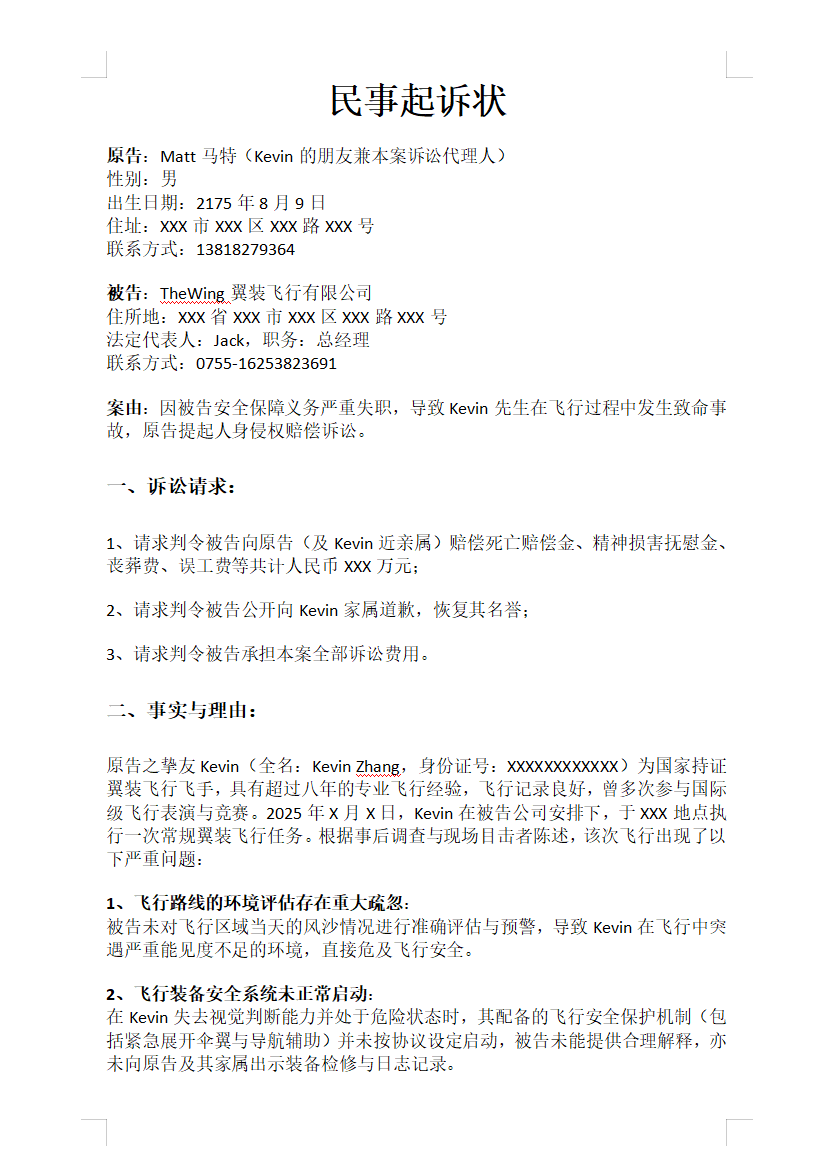 民事起诉状
原告：Matt 马特（Kevin 的朋友兼本案诉讼代理人）
性别：男
出生日期：2175 年 8 月 9 日
住址：XXX 市 XXX 区 XXX 路 XXX 号
联系方式：13818279364
被告：TheWing 翼装飞行有限公司
住所地：XXX 省 XXX 市 XXX 区 XXX 路 XXX 号
法定代表人：Jack，职务：总经理
联系方式：0755-16253823691
案由：因被告安全保障义务严重失职，导致 Kevin 先生在飞行过程中发生致命事
故，原告提起人身侵权赔偿诉讼。
一、诉讼请求：
1、请求判令被告向原告（及 Kevin 近亲属）赔偿死亡赔偿金、精神损害抚慰金、
丧葬费、误工费等共计人民币 XXX 万元；
2、请求判令被告公开向 Kevin 家属道歉，恢复其名誉；
3、请求判令被告承担本案全部诉讼费用。
二、事实与理由：
原告之挚友 Kevin（全名：Kevin Zhang，身份证号：XXXXXXXXXXXX）为国家持证
翼装飞行飞手，具有超过八年的专业飞行经验，飞行记录良好，曾多次参与国际
级飞行表演与竞赛。2025 年 X 月 X 日，Kevin 在被告公司安排下，于 XXX 地点执
行一次常规翼装飞行任务。根据事后调查与现场目击者陈述，该次飞行出现了以
下严重问题：
1、飞行路线的环境评估存在重大疏忽：
被告未对飞行区域当天的风沙情况进行准确评估与预警，导致 Kevin 在飞行中突
遇严重能见度不足的环境，直接危及飞行安全。
2、飞行装备安全系统未正常启动：
在 Kevin 失去视觉判断能力并处于危险状态时，其配备的飞行安全保护机制（包
括紧急展开伞翼与导航辅助）并未按协议设定启动，被告未能提供合理解释，亦
未向原告及其家属出示装备检修与日志记录。